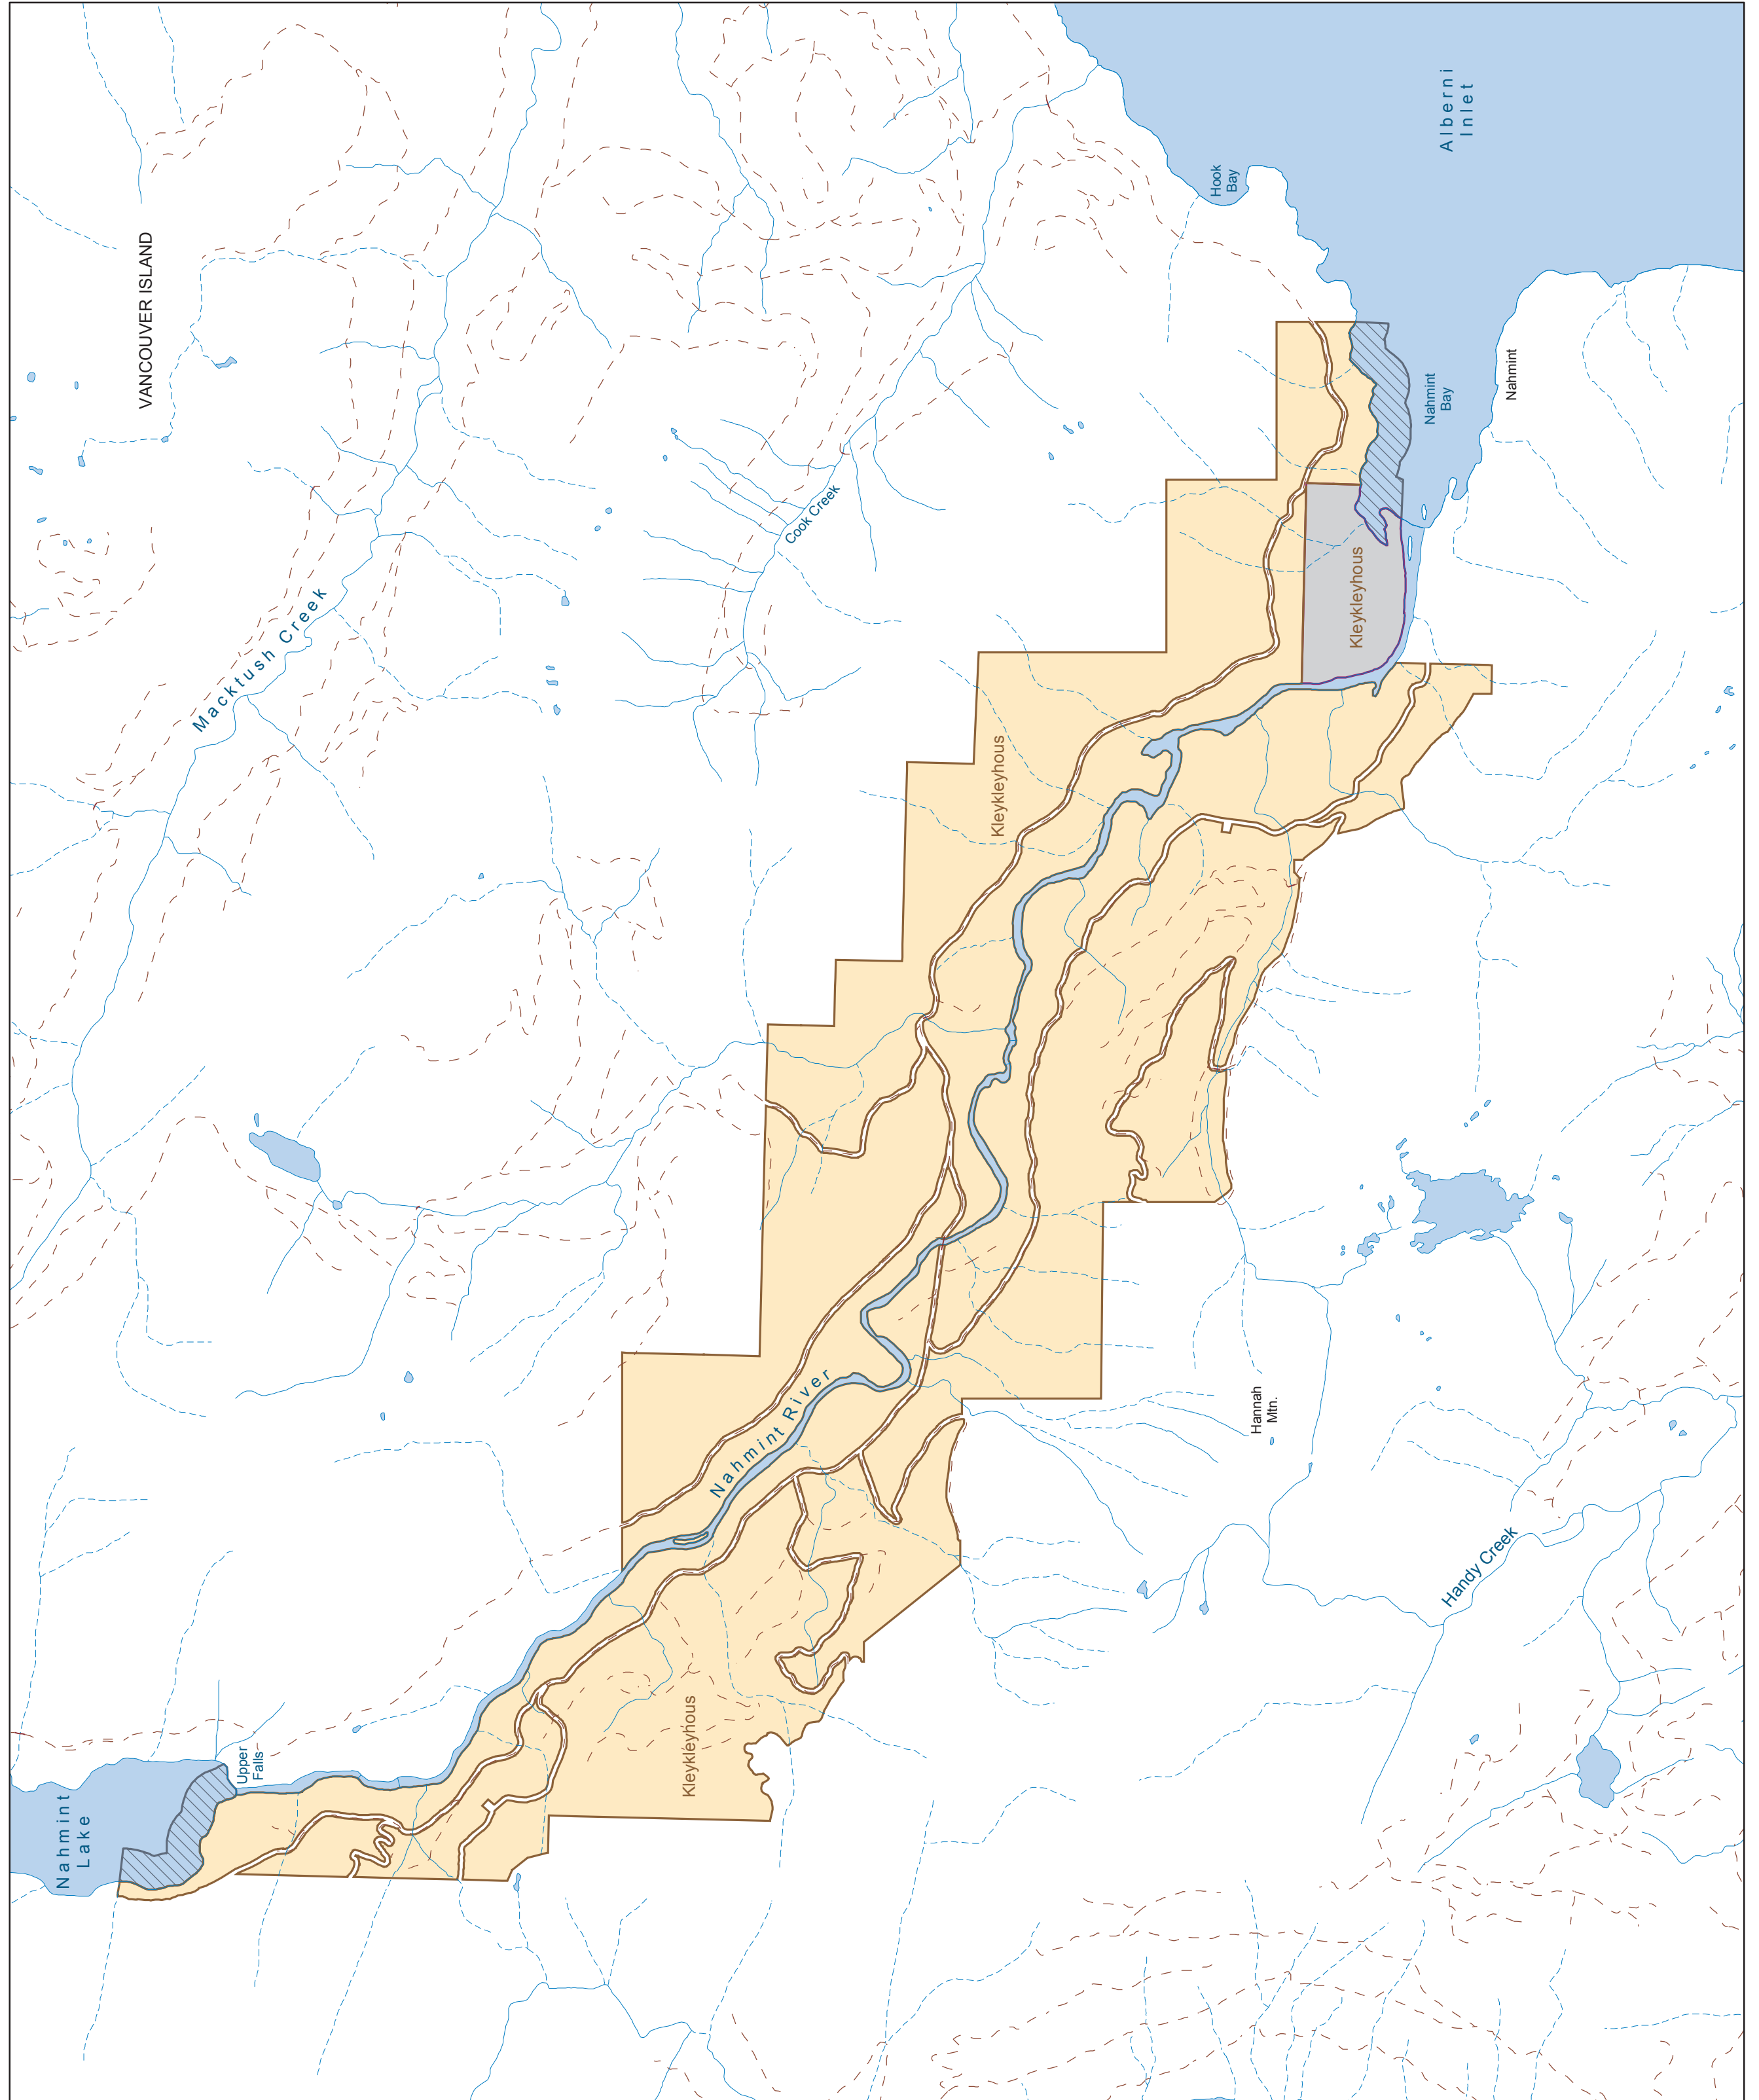 VANCOUVER ISLAND
Alberni
Inlet
Hook
Bay
Nahmint
Bay
Nahmint
Kleykleyhous
Cook Creek
Macktush Creek
Kleykleyhous
Nahmint River
Hannah
Mtn.
Handy Creek
Kleykleyhous
Upper
Falls
Nahmint
Lake